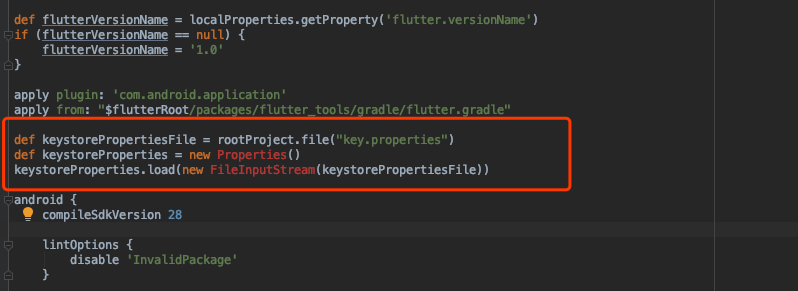 def flutterVersionName = localProperties.getProperty('flutter.versionName')
if (flutterVersionName == null) {
    flutterVersionName = '1.0'
}
apply plugin: 'com.android.application'
apply from: "$flutterRoot/packages/flutter_tools/gradle/flutter.gradle"
def keystorePropertiesFile = rootProject.file("key.properties")
def keystoreProperties = new Properties()
keystoreProperties.load(new FileInputStream(keystorePropertiesFile))
android {
    compileSdkVersion 28
    lintOptions {
        disable 'InvalidPackage'
    }